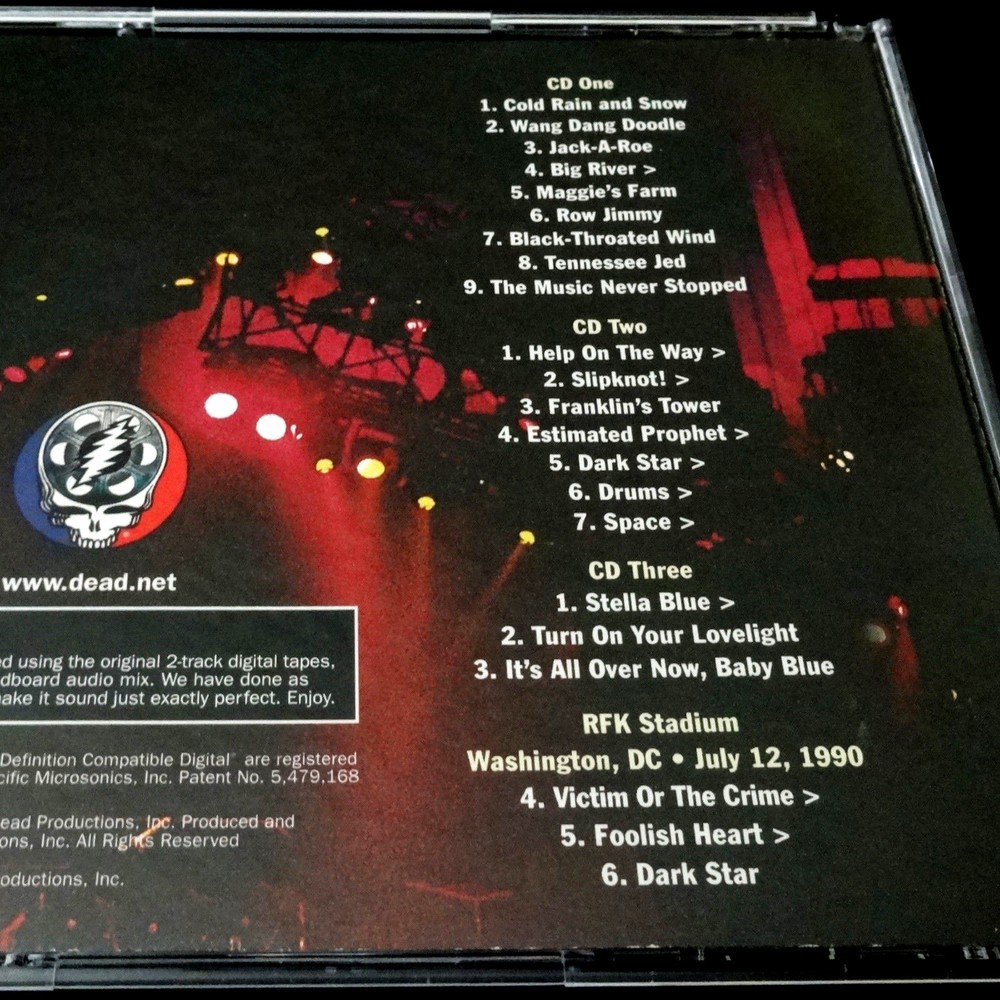 CD One
1. Cold Rain and Snow
2. Wang Dang Doodle
3. Jack-A-Roe
4. Big River >
5. Maggie's Farm
6. Row Jimmy
7. Black-Throated Wind
8. Tennessee Jed
9. The Music Never Stopped
CD Two
1. Help On The Way >
2. Slipknot! >
3. Franklin's Tower
4. Estimated Prophet >
5. Dark Star >
6. Drums >
7. Space >
CD Three
1. Stella Blue >
2. Turn On Your Lovelight
3. It's All Over Now, Baby Blue
RFK Stadium
Washington, DC • July 12, 1990
4. Victim Or The Crime >
5. Foolish Heart >
6. Dark Star
www.dead.net
using the original 2-track digital tapes,
audio mix. We have done as
it sound just exactly perfect. Enjoy.
Definition Compatible Digital® are registered
Microsonics, Inc. Patent No. 5,479,168
Productions, Inc. Produced and
Inc. All Rights Reserved
Inc.